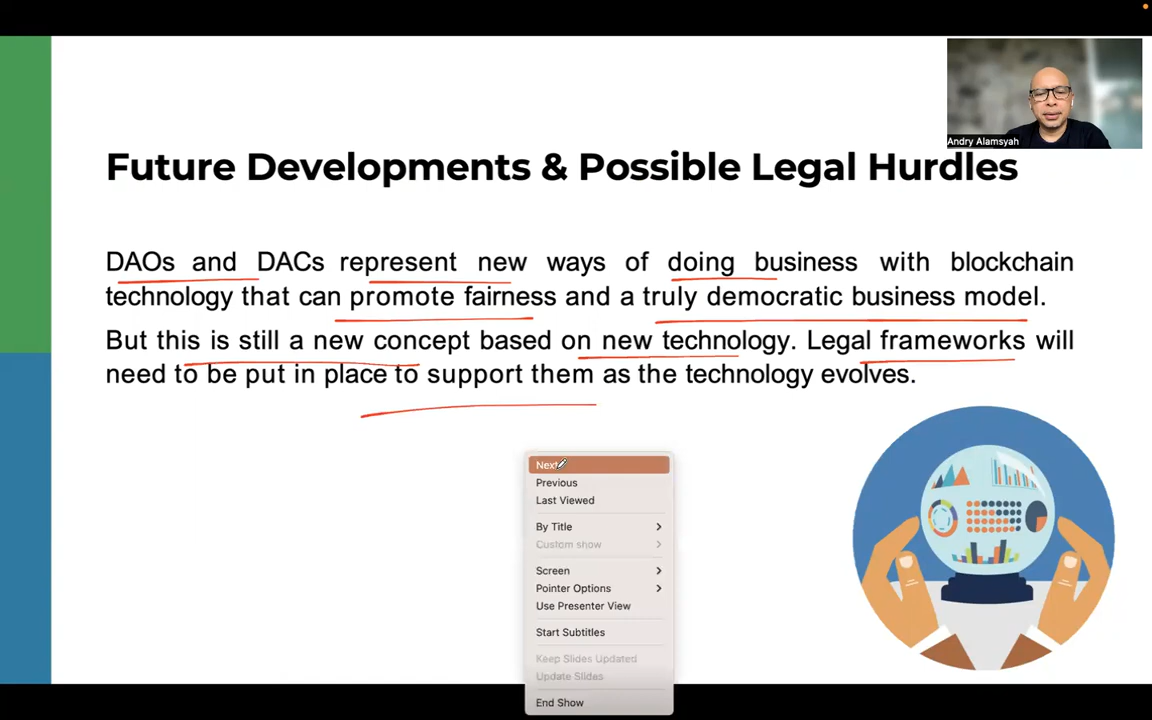 Andry Alamsyah
Future Developments & Possible Legal Hurdles
DAOs and DACs represent new ways of doing business with blockchain
technology that can promote fairness and a truly democratic business model.
But this is still a new concept based on new technology. Legal frameworks will
need to be put in place to support them as the technology evolves.
Next
Previous
Last Viewed
By Title
Custom show
Screen
Pointer Options
Use Presenter View
Start Subtitles
Keep Slides Updated
Update Slides
End Show